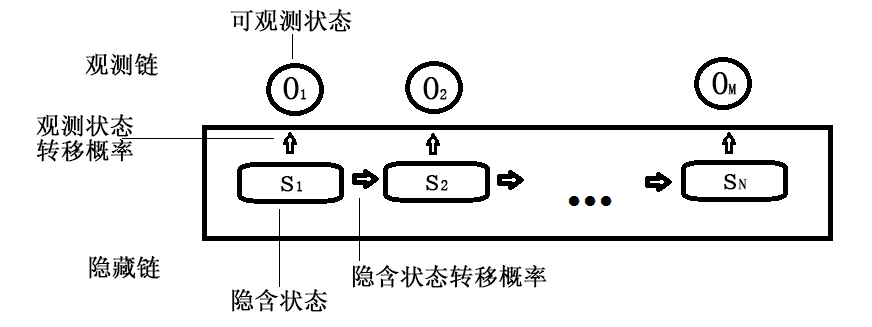 可观测状态
观测链
O1
O2
OM
观测状态
转移概率
S1
S2
•••
SN
隐藏链
隐含状态转移概率
隐含状态